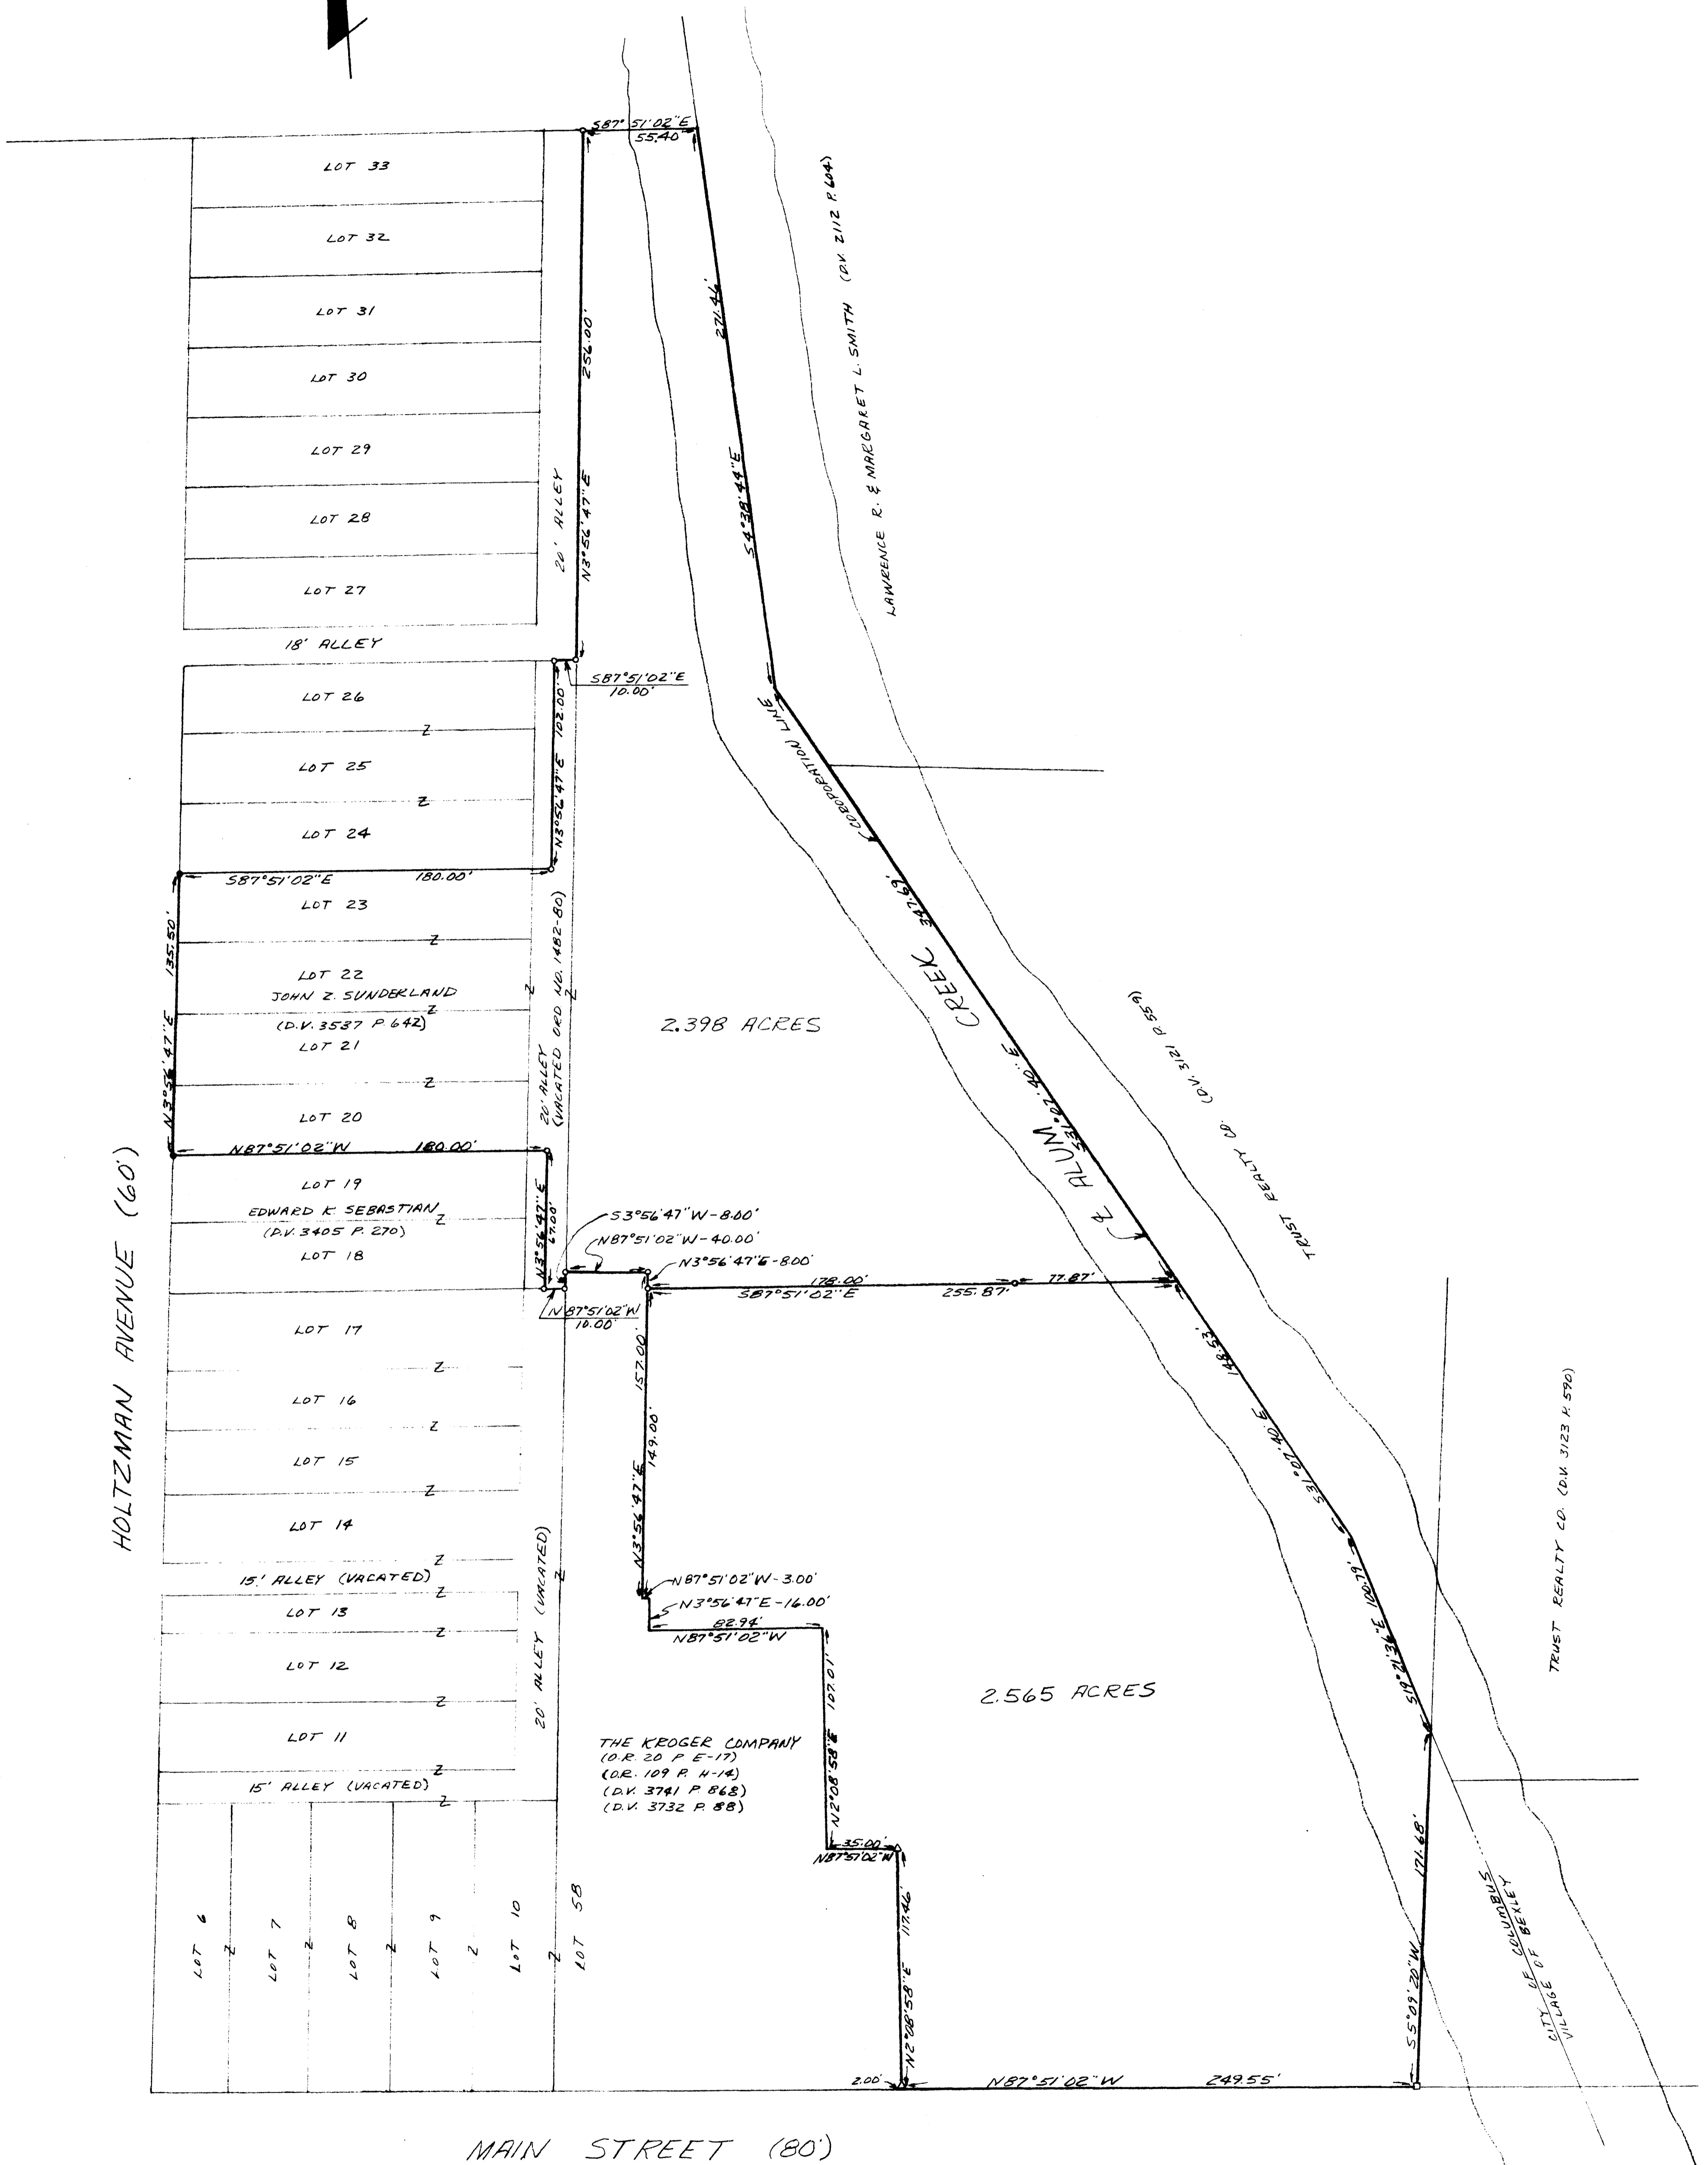 S87°51'02"E
55.40'
LOT 33
LOT 32
LOT 31
LOT 30
LOT 29
LOT 28
LOT 27
18' ALLEY
20' ALLEY
256.00'
N3°56'47"E
271.46'
S4°38'44"E
LAWRENCE R. & MARGARET L. SMITH (D.V. 2112 P. 604)
S87°51'02"E
10.00'
LOT 26
LOT 25
LOT 24
N3°56'47"E 102.00'
CORPORATION LINE
S87°51'02"E 180.00'
LOT 23
LOT 22
JOHN Z. SUNDERLAND
(D.V. 3537 P. 642)
LOT 21
LOT 20
N3°56'47"E 135.50'
20' ALLEY
(VACATED ORD NO. 1482-80)
2.398 ACRES
347.69'
S31°07'40"E
℄ ALUM CREEK
TRUST REALTY CO. (D.V. 3121 P. 559)
N87°51'02"W 180.00'
HOLTZMAN AVENUE (60')
LOT 19
EDWARD K. SEBASTIAN
(D.V. 3405 P. 270)
LOT 18
N3°56'47"E
67.00'
S3°56'47"W-8.00'
N87°51'02"W-40.00'
N3°56'47"E-8.00'
178.00' 77.87'
S87°51'02"E 255.87'
N87°51'02"W
10.00'
LOT 17
LOT 16
LOT 15
LOT 14
15' ALLEY (VACATED)
LOT 13
LOT 12
LOT 11
15' ALLEY (VACATED)
20' ALLEY (VACATED)
157.00'
149.00'
N3°56'47"E
148.53'
S31°07'40"E
N87°51'02"W-3.00'
N3°56'47"E-16.00'
82.94'
N87°51'02"W
S19°12'36"E 100.79'
TRUST REALTY CO. (D.V. 3123 P. 590)
2.565 ACRES
N2°08'58"E 107.01'
THE KROGER COMPANY
(O.R. 20 P E-17)
(O.R. 109 P. H-14)
(D.V. 3741 P 868)
(D.V. 3732 P. 88)
35.00'
N87°51'02"W
LOT 6
LOT 7
LOT 8
LOT 9
LOT 10
LOT 58
N2°08'58"E 117.46'
S5°09'20"W 171.68'
CITY OF COLUMBUS
VILLAGE OF BEXLEY
2.00'
N87°51'02"W 249.55'
MAIN STREET (80')